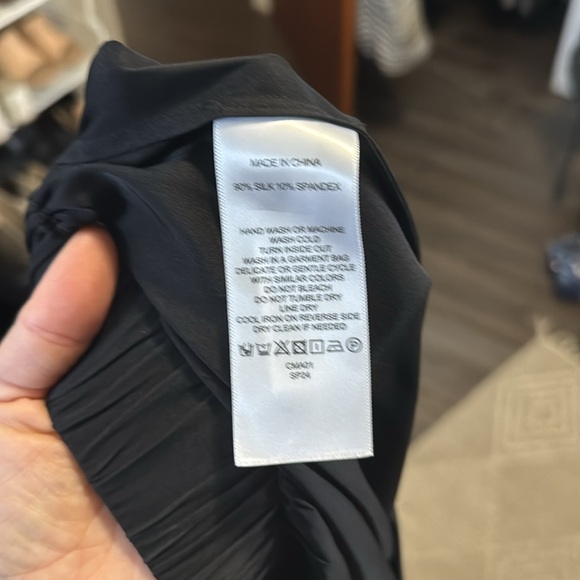 MADE IN CHINA
90% SILK 10% SPANDEX
HAND WASH OR MACHINE
WASH COLD
TURN INSIDE OUT
WASH IN A GARMENT BAG
DELICATE OR GENTLE CYCLE
WITH SIMILAR COLORS
DO NOT BLEACH
DO NOT TUMBLE DRY
LINE DRY
COOL IRON ON REVERSE SIDE
DRY CLEAN IF NEEDED
P
SP24